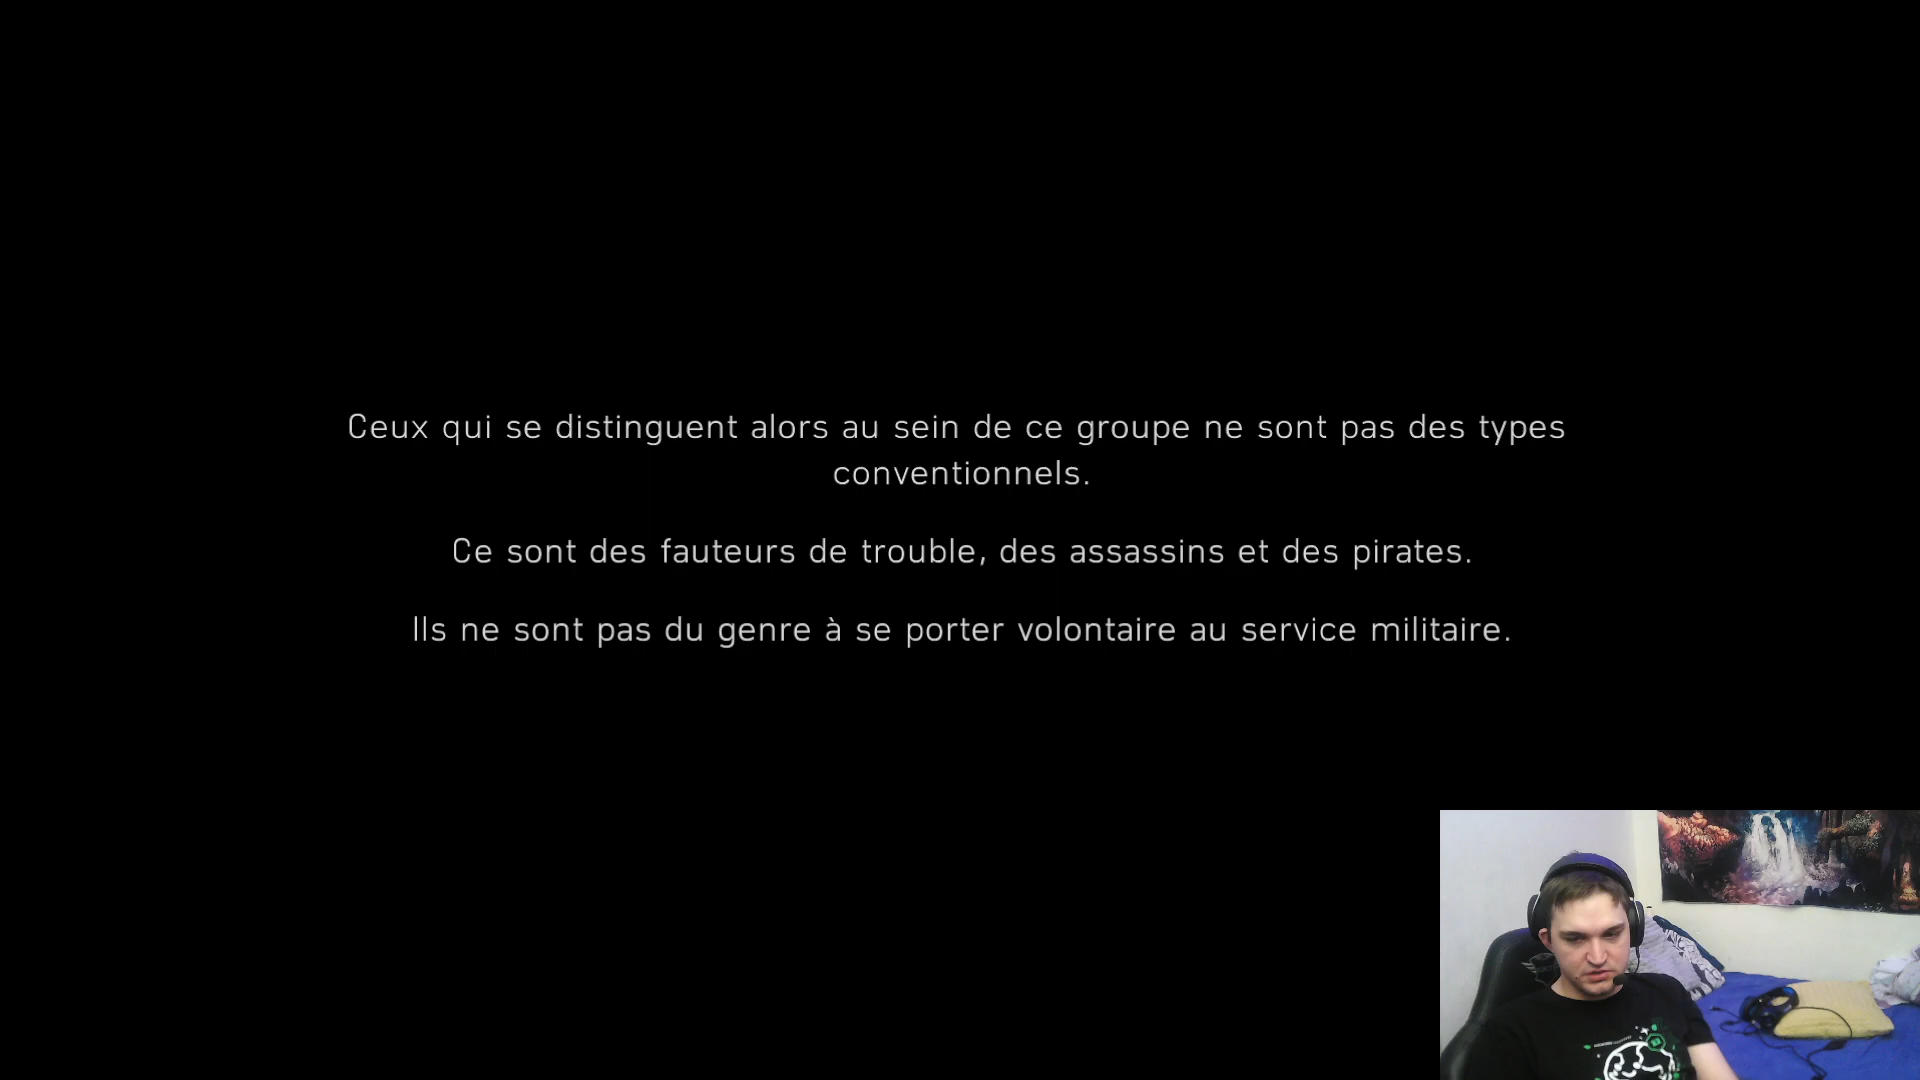 Ceux qui se distinguent alors au sein de ce groupe ne sont pas des types
conventionnels.
Ce sont des fauteurs de trouble, des assassins et des pirates.
Ils ne sont pas du genre à se porter volontaire au service militaire.